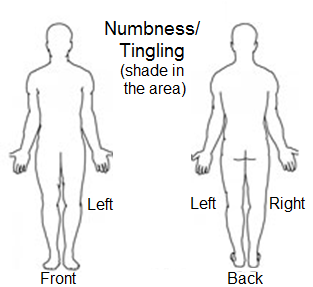 Numbness/
Tingling
(shade in
the area)
Left
Left
Right
Front
Back